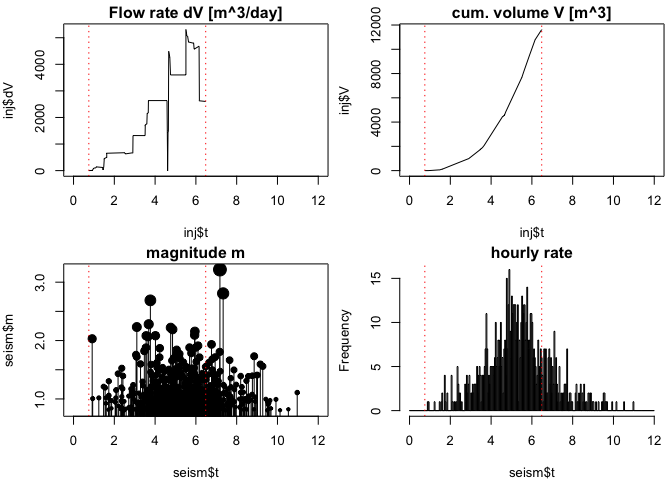 Flow rate dV [m^3/day]
inj$dV
0 2000 4000
0 2 4 6 8 10 12
inj$t
cum. volume V [m^3]
inj$V
0 4000 8000 12000
0 2 4 6 8 10 12
inj$t
magnitude m
seism$m
1.0 2.0 3.0
0 2 4 6 8 10 12
seism$t
hourly rate
Frequency
0 5 10 15
0 2 4 6 8 10 12
seism$t